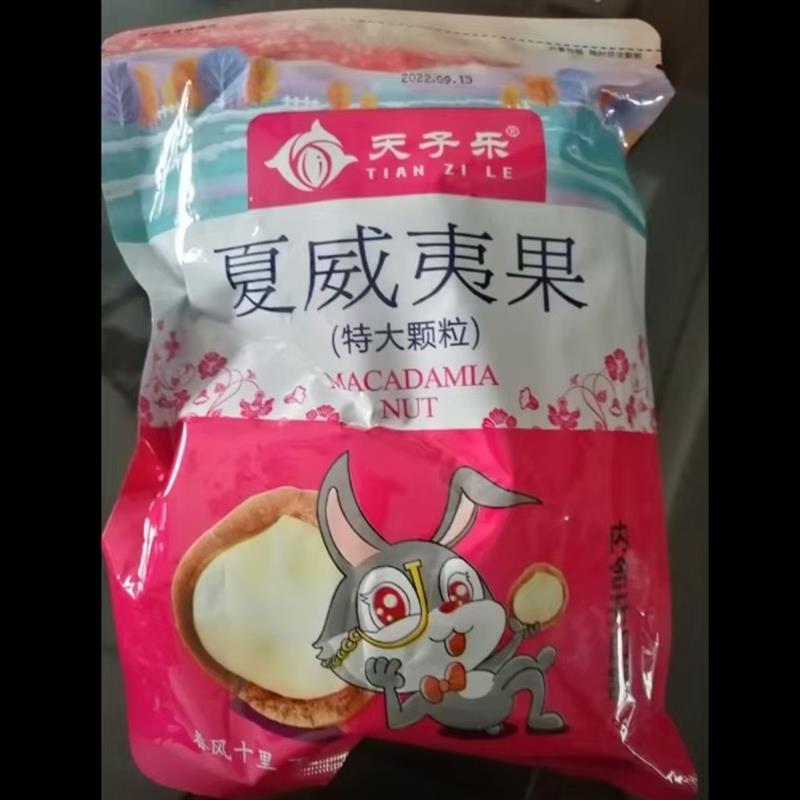 2022.09.15
天子乐®
TIAN ZI LE
夏威夷果
(特大颗粒)
MACADAMIA
NUT
春风十里